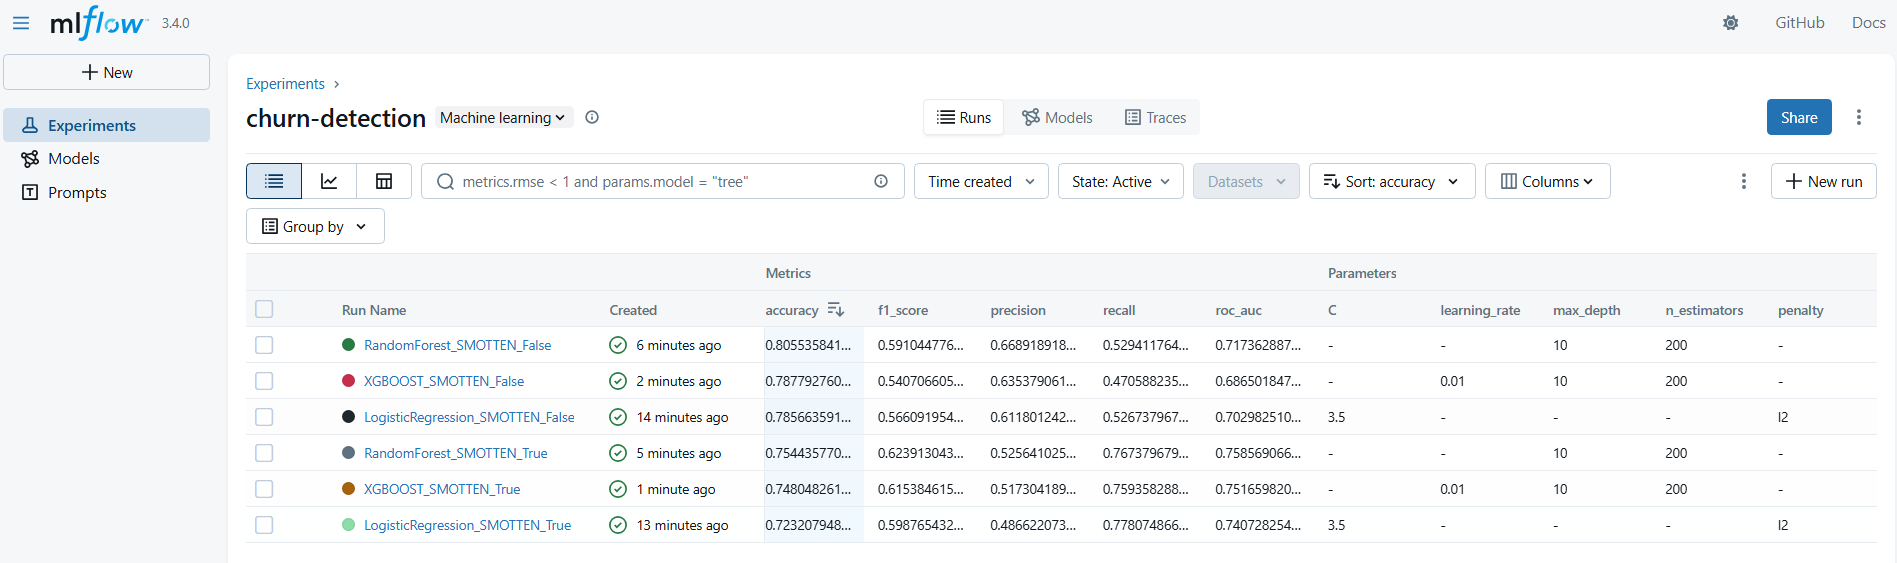 mlflow™ 3.4.0
GitHub Docs
+ New
Experiments
Models
Prompts
Experiments >
churn-detection Machine learning
Runs Models Traces
Share
metrics.rmse < 1 and params.model = "tree"
Time created State: Active Datasets Sort: accuracy Columns + New run
Group by
Metrics Parameters
Run Name Created accuracy f1_score precision recall roc_auc C learning_rate max_depth n_estimators penalty
RandomForest_SMOTTEN_False 6 minutes ago 0.805535841... 0.591044776... 0.668918918... 0.529411764... 0.717362887... - - 10 200 -
XGBOOST_SMOTTEN_False 2 minutes ago 0.787792760... 0.540706605... 0.635379061... 0.470588235... 0.686501847... - 0.01 10 200 -
LogisticRegression_SMOTTEN_False 14 minutes ago 0.785663591... 0.566091954... 0.611801242... 0.526737967... 0.702982510... 3.5 - - - l2
RandomForest_SMOTTEN_True 5 minutes ago 0.754435770... 0.623913043... 0.525641025... 0.767379679... 0.758569066... - - 10 200 -
XGBOOST_SMOTTEN_True 1 minute ago 0.748048261... 0.615384615... 0.517304189... 0.759358288... 0.751659820... - 0.01 10 200 -
LogisticRegression_SMOTTEN_True 13 minutes ago 0.723207948... 0.598765432... 0.486622073... 0.778074866... 0.740728254... 3.5 - - - l2